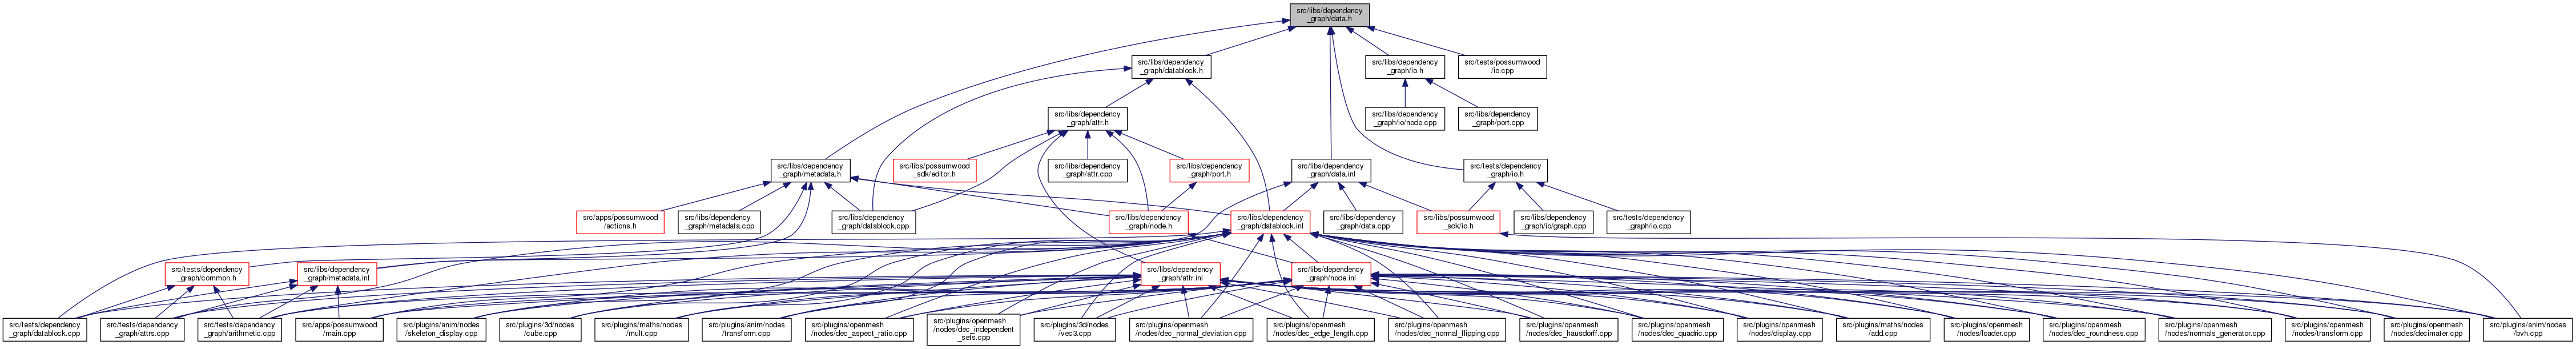 src/libs/dependency
_graph/data.h
src/libs/dependency
_graph/datablock.h
src/libs/dependency
_graph/io.h
src/tests/possumwood
/io.cpp
src/libs/dependency
_graph/attr.h
src/libs/dependency
_graph/io/node.cpp
src/libs/dependency
_graph/port.cpp
src/libs/dependency
_graph/metadata.h
src/libs/possumwood
_sdk/editor.h
src/libs/dependency
_graph/attr.cpp
src/libs/dependency
_graph/port.h
src/libs/dependency
_graph/data.inl
src/tests/dependency
_graph/io.h
src/apps/possumwood
/actions.h
src/libs/dependency
_graph/metadata.cpp
src/libs/dependency
_graph/datablock.cpp
src/libs/dependency
_graph/node.h
src/libs/dependency
_graph/datablock.inl
src/libs/dependency
_graph/data.cpp
src/libs/possumwood
_sdk/io.h
src/libs/dependency
_graph/io/graph.cpp
src/tests/dependency
_graph/io.cpp
src/tests/dependency
_graph/common.h
src/libs/dependency
_graph/metadata.inl
src/libs/dependency
_graph/attr.inl
src/libs/dependency
_graph/node.inl
src/tests/dependency
_graph/datablock.cpp
src/tests/dependency
_graph/attrs.cpp
src/tests/dependency
_graph/arithmetic.cpp
src/apps/possumwood
/main.cpp
src/plugins/anim/nodes
/skeleton_display.cpp
src/plugins/3d/nodes
/cube.cpp
src/plugins/maths/nodes
/mult.cpp
src/plugins/anim/nodes
/transform.cpp
src/plugins/openmesh
/nodes/dec_aspect_ratio.cpp
src/plugins/openmesh
/nodes/dec_independent
_sets.cpp
src/plugins/3d/nodes
/vec3.cpp
src/plugins/openmesh
/nodes/dec_normal_deviation.cpp
src/plugins/openmesh
/nodes/dec_edge_length.cpp
src/plugins/openmesh
/nodes/dec_normal_flipping.cpp
src/plugins/openmesh
/nodes/dec_hausdorff.cpp
src/plugins/openmesh
/nodes/dec_quadric.cpp
src/plugins/openmesh
/nodes/display.cpp
src/plugins/maths/nodes
/add.cpp
src/plugins/openmesh
/nodes/loader.cpp
src/plugins/openmesh
/nodes/dec_roundness.cpp
src/plugins/openmesh
/nodes/normals_generator.cpp
src/plugins/openmesh
/nodes/transform.cpp
src/plugins/openmesh
/nodes/decimater.cpp
src/plugins/anim/nodes
/bvh.cpp